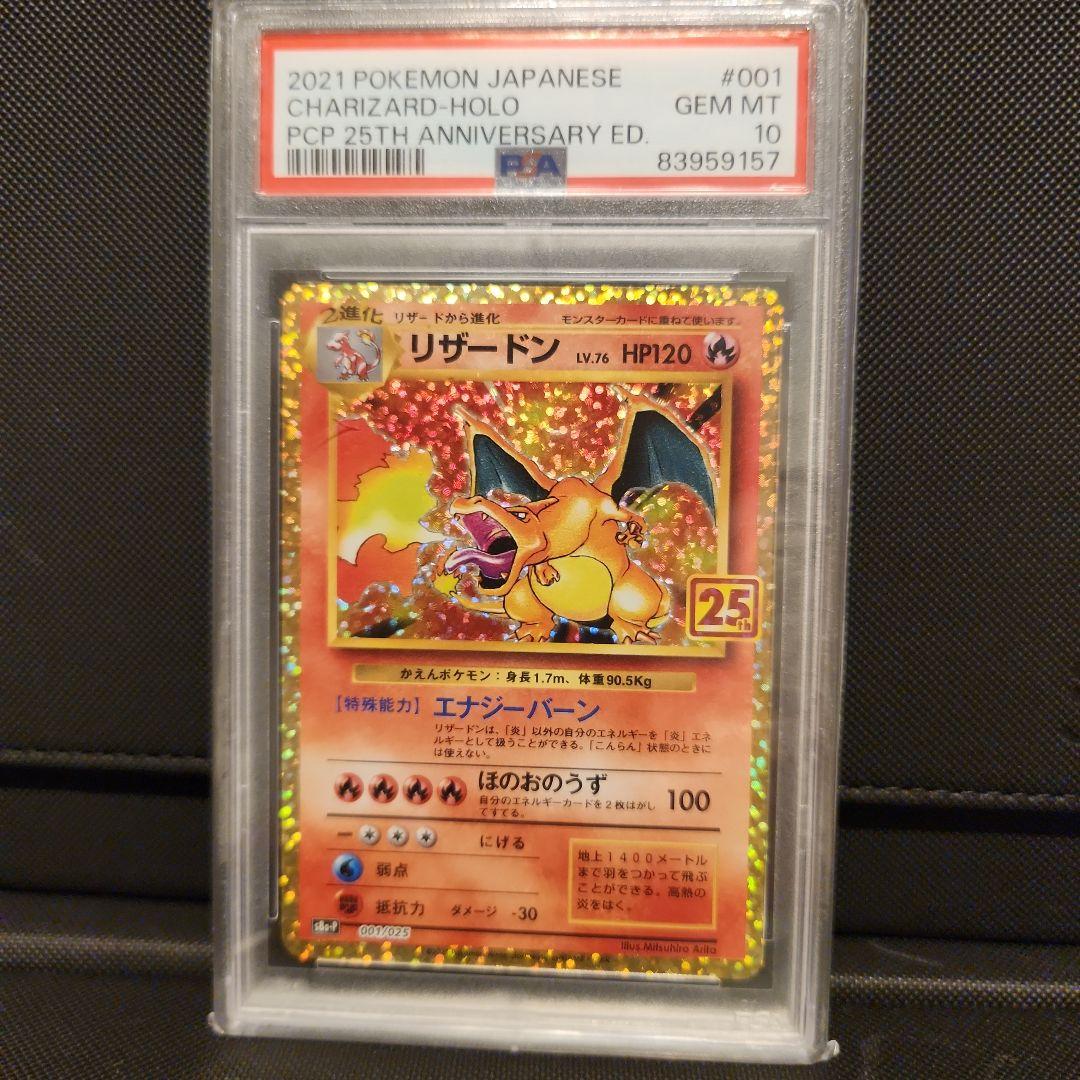 2021 POKEMON JAPANESE #001
CHARIZARD-HOLO GEM MT
PCP 25TH ANNIVERSARY ED. 10
PSA 83959157
2進化 リザードから進化 モンスターカードに重ねて使います。
リザードン LV.76 HP120
25th
かえんポケモン:身長1.7m、体重90.5Kg
【特殊能力】エナジーバーン
リザードンは、「炎」以外の自分のエネルギーを「炎」エネ
ルギーとして扱うことができる。「こんらん」状態のときに
は使えない。
ほのおのうず 100
自分のエネルギーカードを2枚はがし
てすてる。
にげる
弱点
抵抗力 ダメージ -30
地上1400メートル
まで羽をつかって飛ぶ
ことができる。高熱の
炎をはく。
s8a-P 001/025
Illus. Mitsuhiro Arita